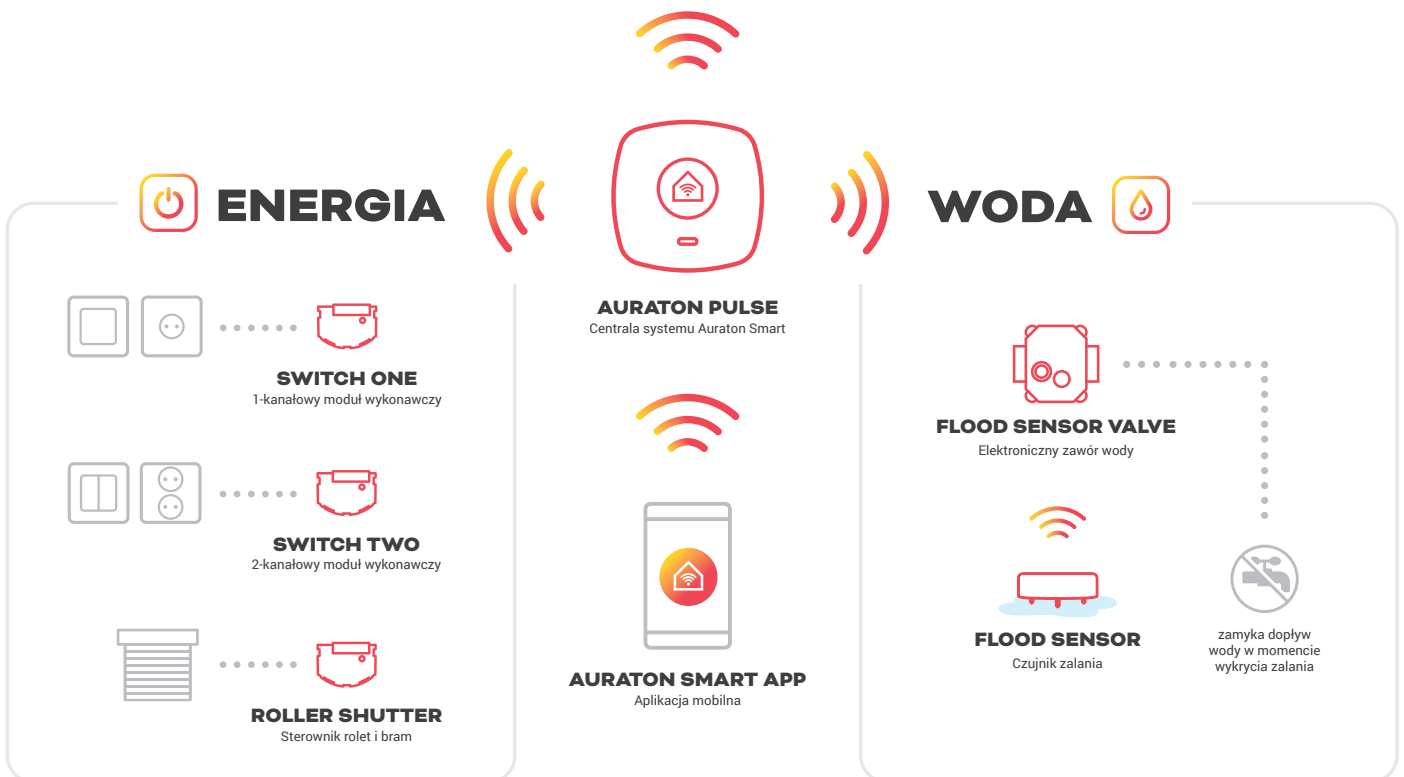 ENERGIA
WODA
AURATON PULSE
Centrala systemu Auraton Smart
SWITCH ONE
1-kanałowy moduł wykonawczy
SWITCH TWO
2-kanałowy moduł wykonawczy
ROLLER SHUTTER
Sterownik rolet i bram
AURATON SMART APP
Aplikacja mobilna
FLOOD SENSOR VALVE
Elektroniczny zawór wody
FLOOD SENSOR
Czujnik zalania
zamyka dopływ
wody w momencie
wykrycia zalania